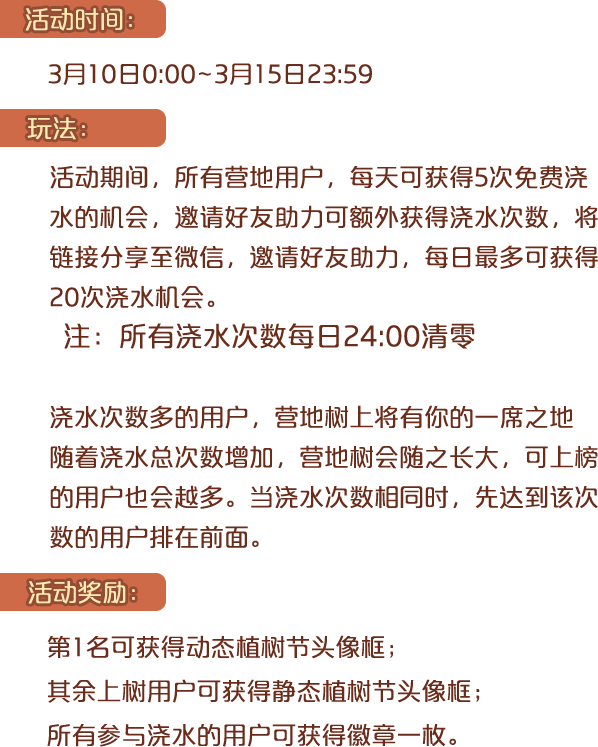 活动时间：
3月10日0:00~3月15日23:59
玩法：
活动期间，所有营地用户，每天可获得5次免费浇
水的机会，邀请好友助力可额外获得浇水次数，将
链接分享至微信，邀请好友助力，每日最多可获得
20次浇水机会。
注：所有浇水次数每日24:00清零
浇水次数多的用户，营地树上将有你的一席之地
随着浇水总次数增加，营地树会随之长大，可上榜
的用户也会越多。当浇水次数相同时，先达到该次
数的用户排在前面。
活动奖励：
第1名可获得动态植树节头像框；
其余上树用户可获得静态植树节头像框；
所有参与浇水的用户可获得徽章一枚。